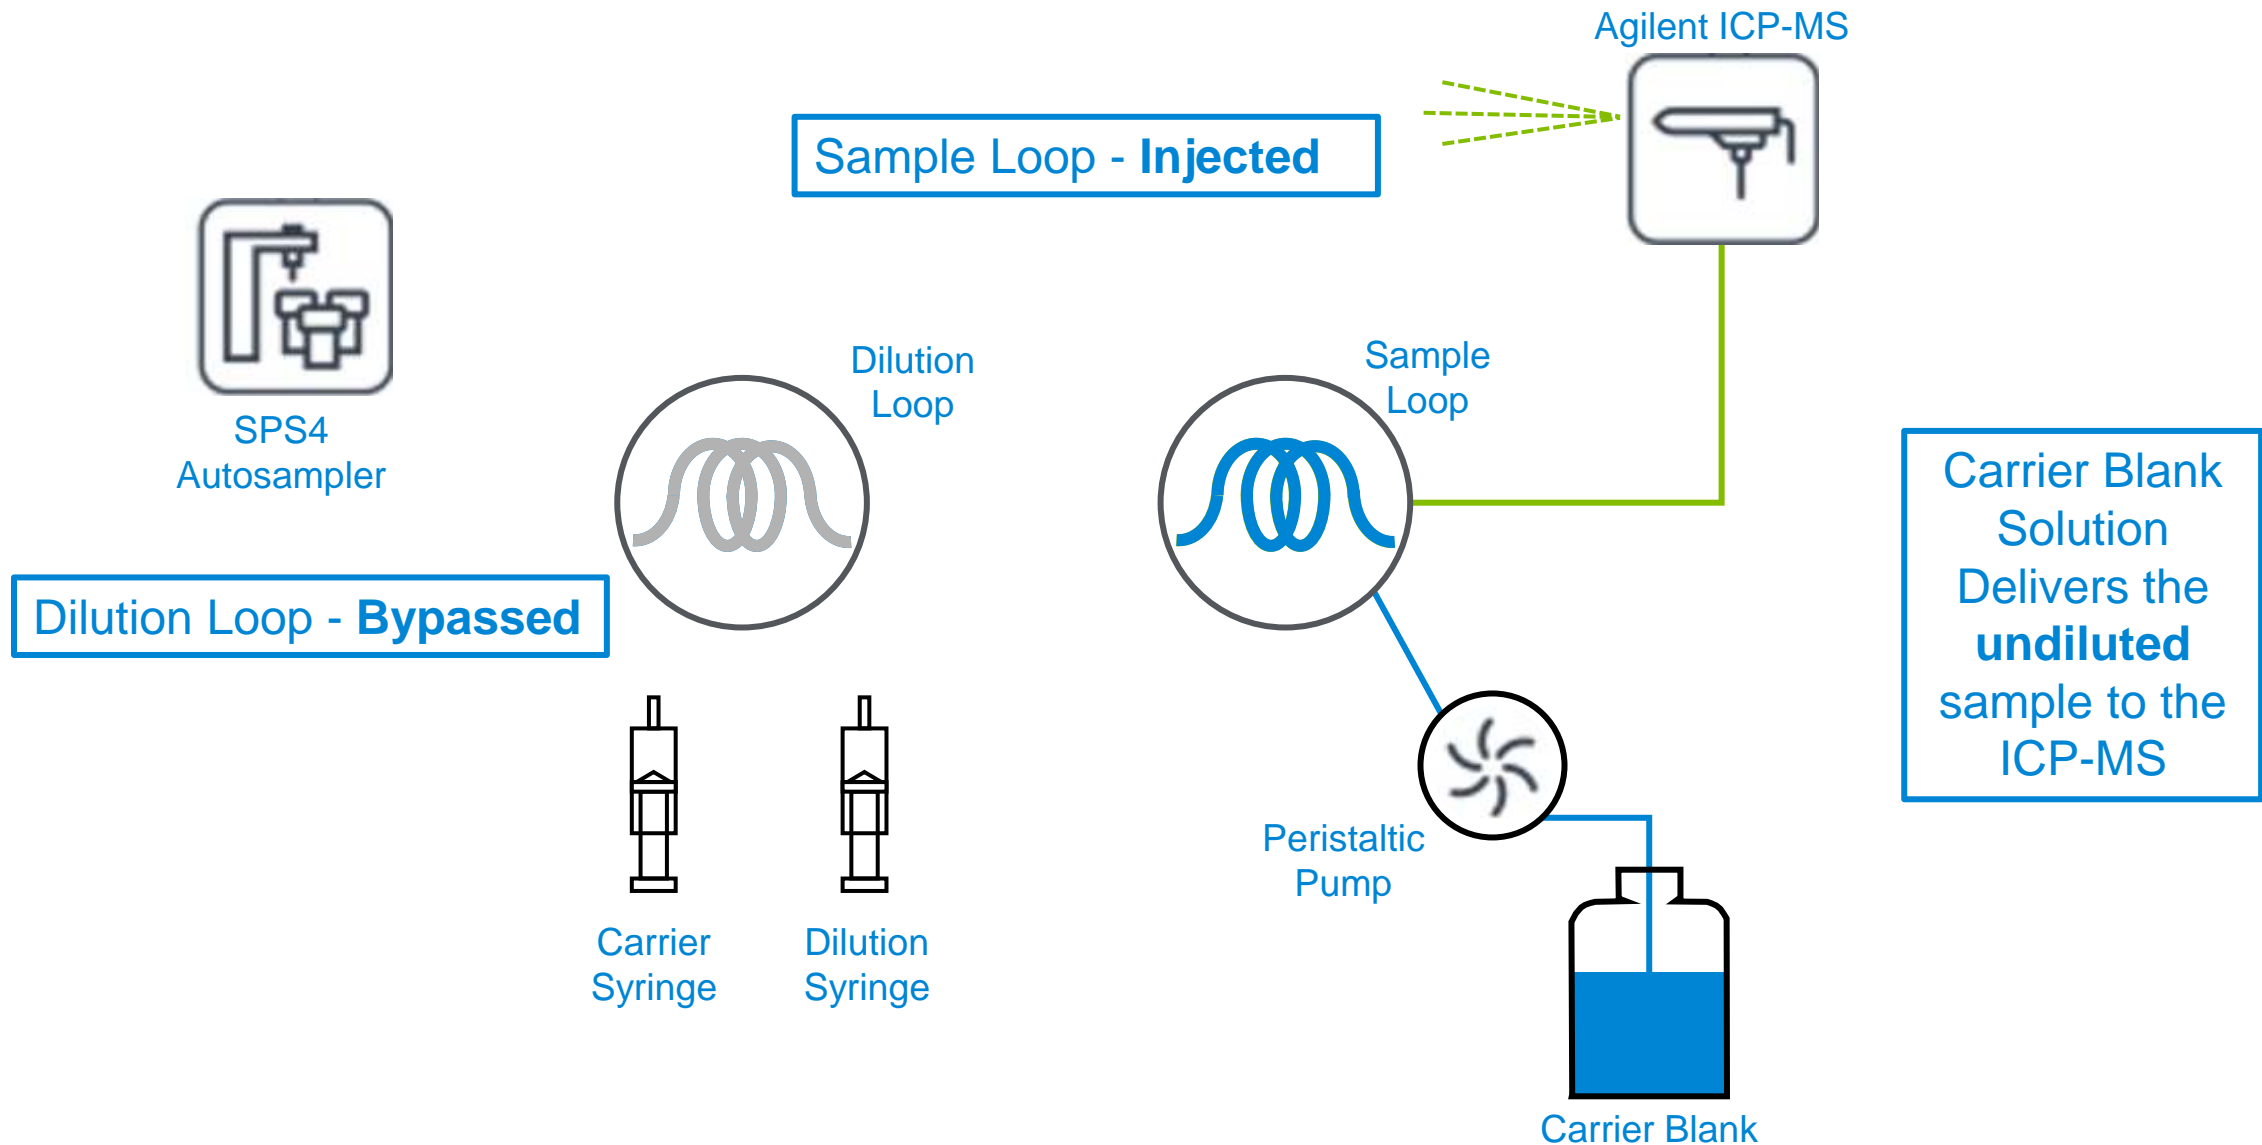 Agilent ICP-MS
Sample Loop - Injected
SPS4
Autosampler
Dilution
Loop
Sample
Loop
Dilution Loop - Bypassed
Carrier Blank
Solution
Delivers the
undiluted
sample to the
ICP-MS
Peristaltic
Pump
Carrier
Syringe
Dilution
Syringe
Carrier Blank